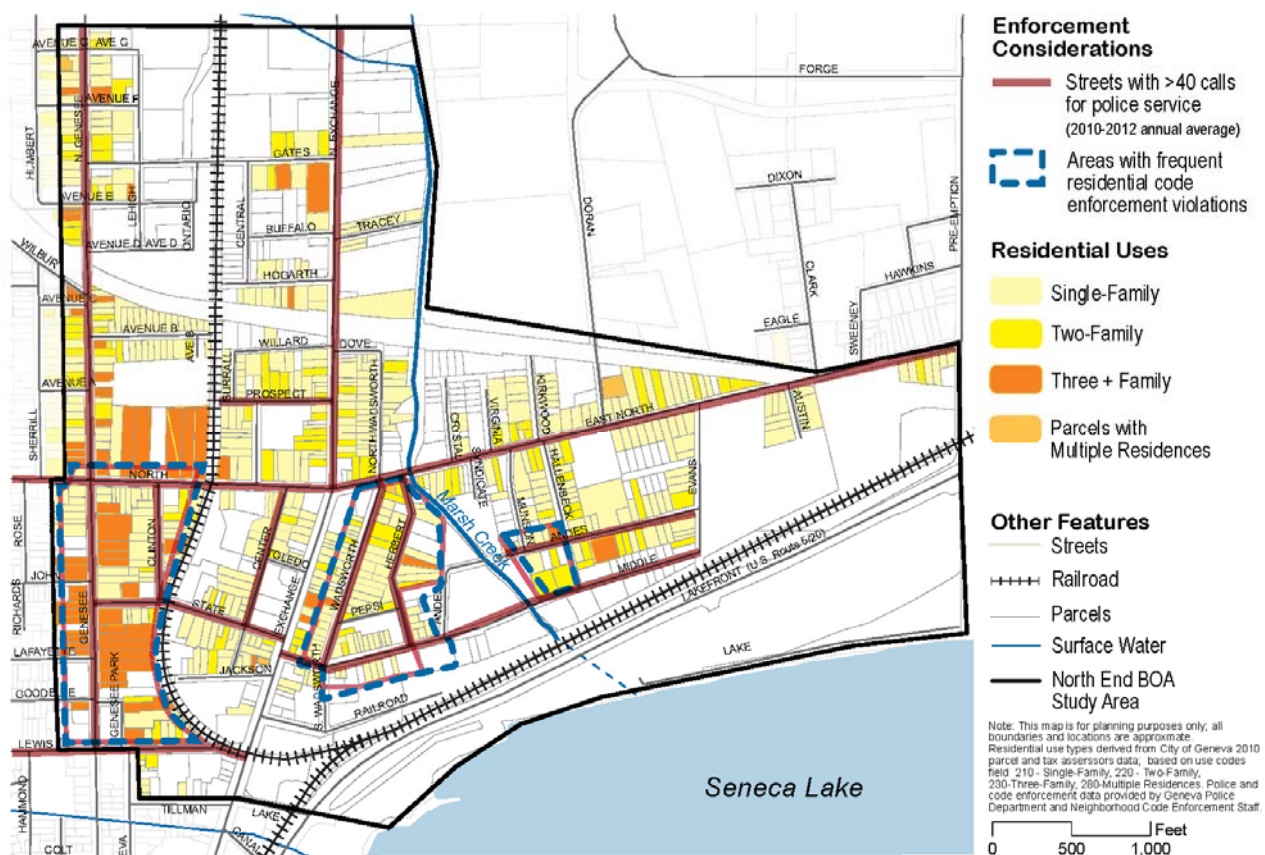 AVENUE G
AVE G
AVENUE F
HUMBERT
N. GENESEE
N. EXCHANGE
GATES
AVENUE E
LEHIGH
ONTARIO
CENTRAL
BUFFALO
TRACEY
AVENUE D
AVE D
WILBUR
HOGARTH
AVENUE C
AVENUE B
AVE B
WILLARD
DOVE
BURRALL
PROSPECT
AVENUE A
SHERRILL
NORTH WADSWORTH
FORGE
DORAN
DIXON
CLARK
PRE-EMPTION
HAWKINS
EAGLE
SWEENEY
EAST NORTH
AUSTIN
KIRKWOOD
VIRGINIA
CRYSTAL
SYNDICATE
HALLENBECK
MUNSON
EVANS
NORTH
ROSE
CLINTON
CENTER
TOLEDO
WADSWORTH
HERBERT
Marsh Creek
ANDES
MIDDLE
LAKEFRONT (U.S. Route 5/20)
JOHN
RICHARDS
GENESEE
STATE
EXCHANGE
PEPSI
ANDES
LAFAYETTE
GENESEE PARK
JACKSON
S. WADSWORTH
RAILROAD
LAKE
LEWIS
HAMMOND
TILLMAN
LAKE
CANAL
COLT
Seneca Lake
Enforcement
Considerations
Streets with >40 calls
for police service
(2010-2012 annual average)
Areas with frequent
residential code
enforcement violations
Residential Uses
Single-Family
Two-Family
Three + Family
Parcels with
Multiple Residences
Other Features
Streets
Railroad
Parcels
Surface Water
North End BOA
Study Area
Note: This map is for planning purposes only; all
boundaries and locations are approximate.
Residential use types derived from City of Geneva 2010
parcel and tax asserssors data; based on use codes
field 210 - Single-Family, 220 - Two-Family,
230-Three-Family, 280-Multiple Residences. Police and
code enforcement data provided by Geneva Police
Department and Neighborhood Code Enforcement Staff.
Feet
0 500 1.000